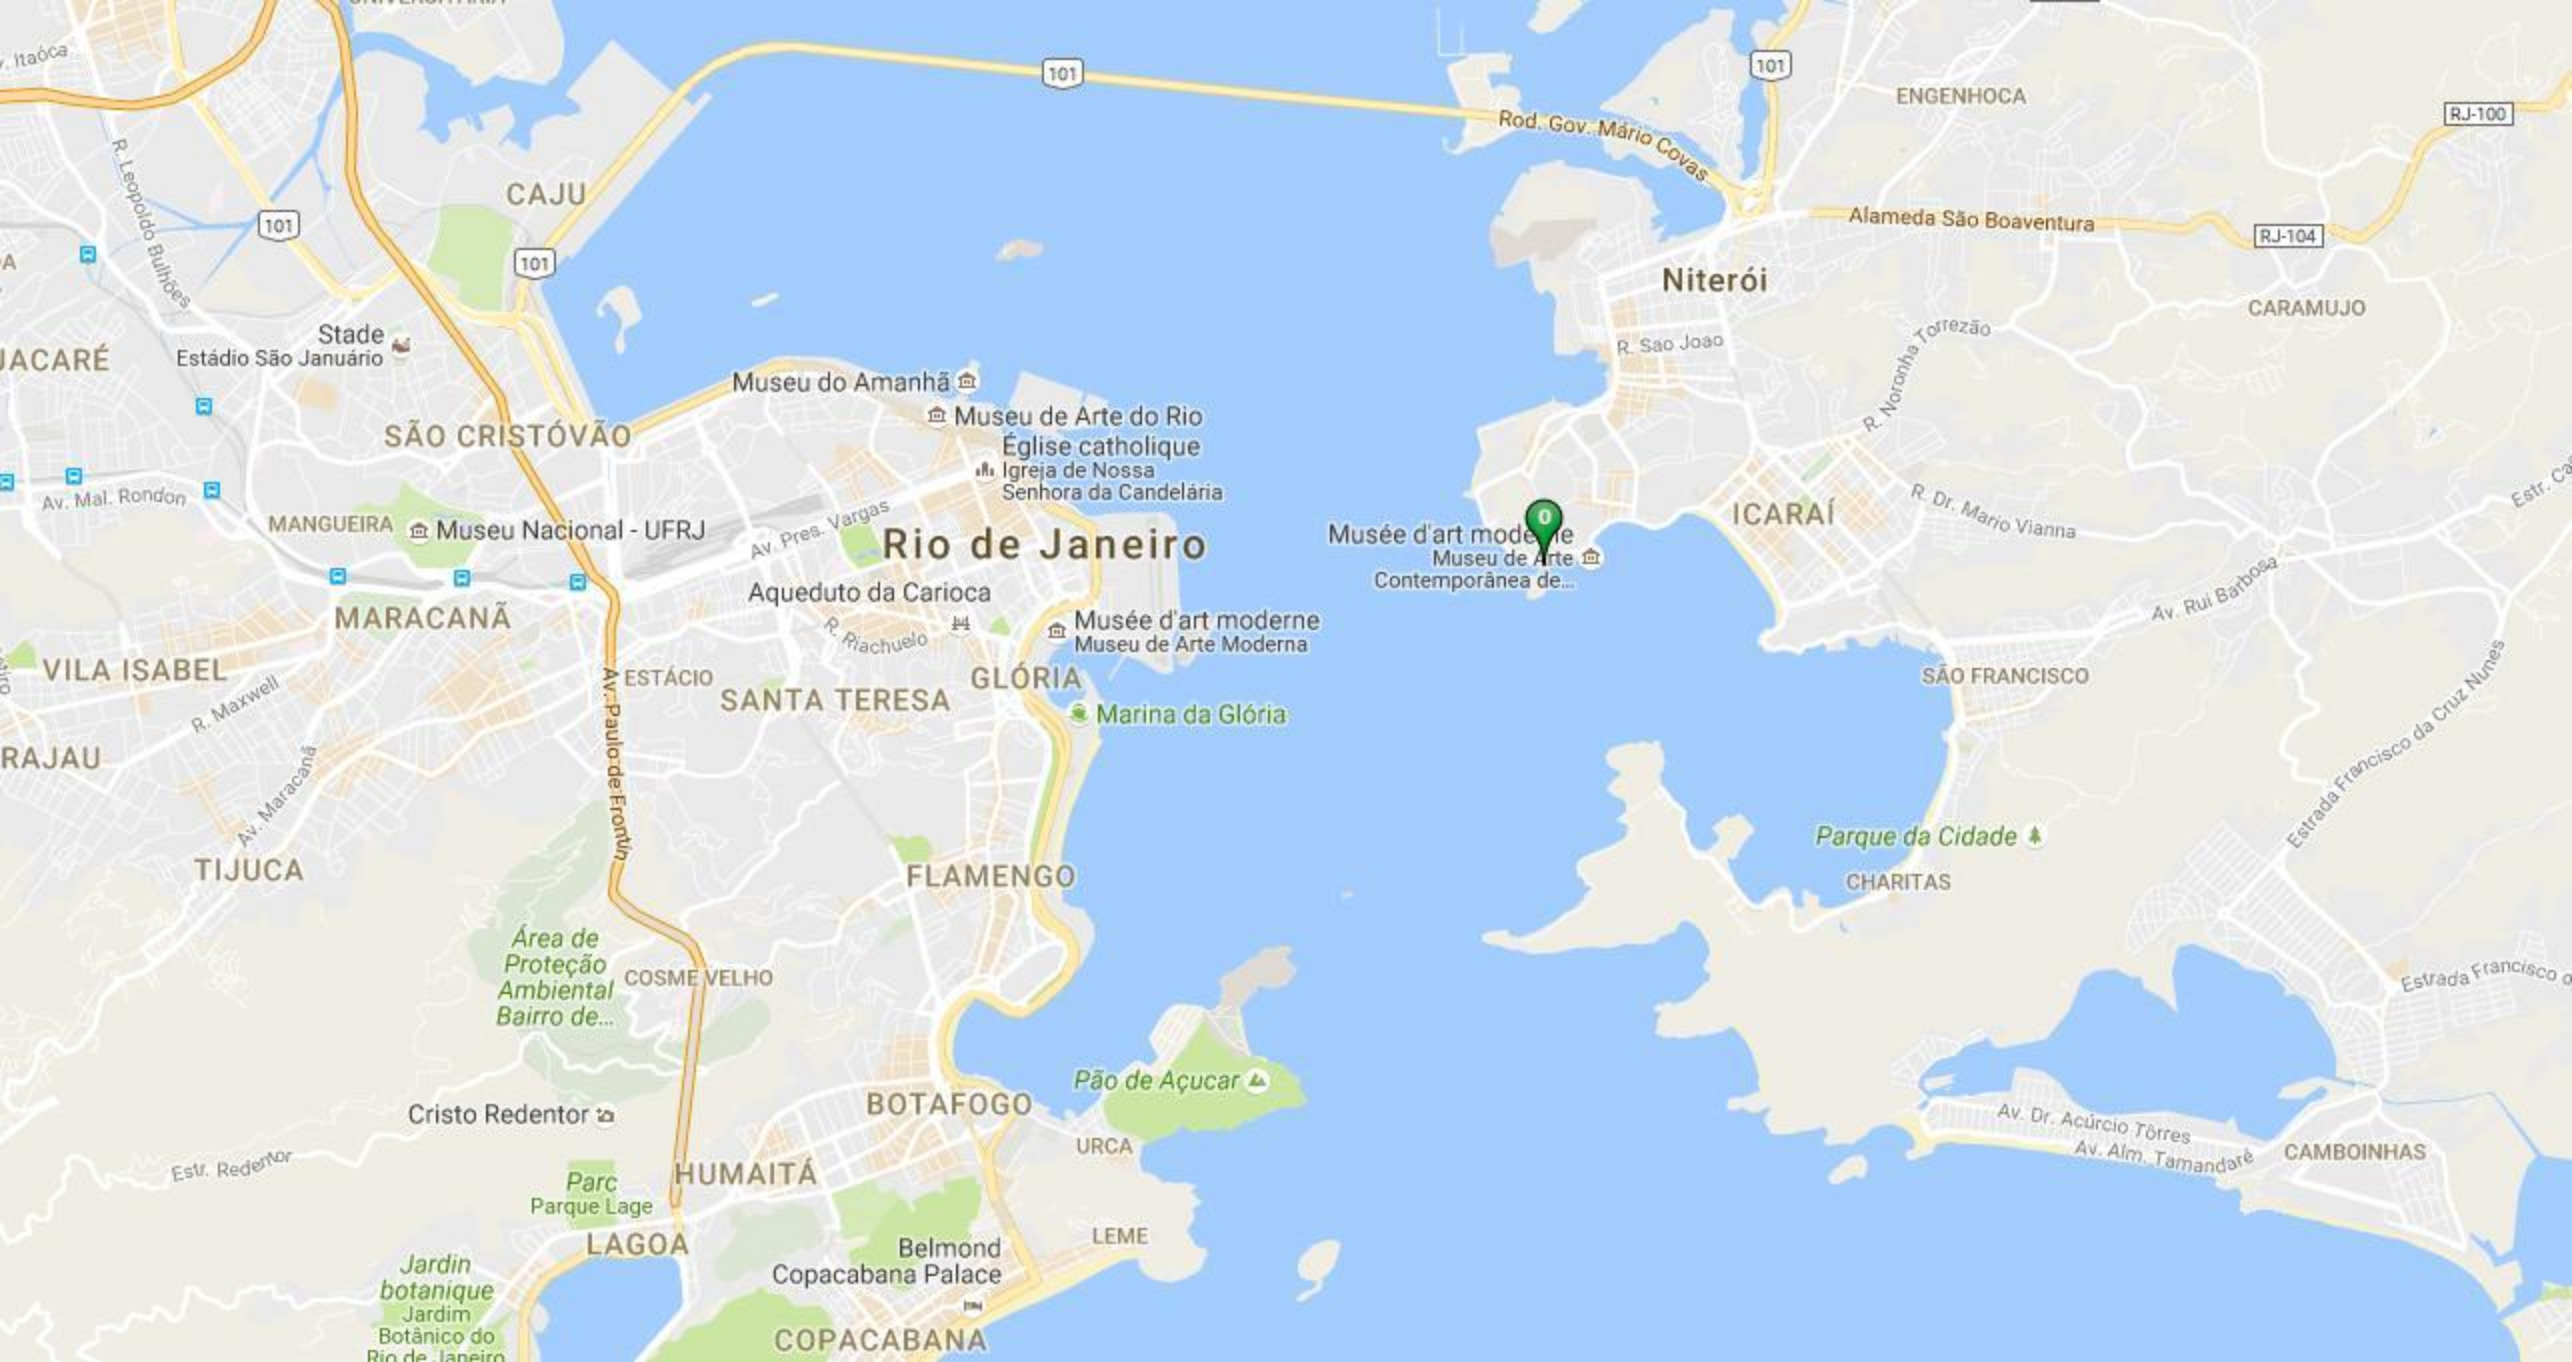 Itaóca
101
Rod. Gov. Mário Covas
101
ENGENHOCA
RJ-100
R. Leopoldo Bulhões
CAJU
101
101
Alameda São Boaventura
RJ-104
Niterói
CARAMUJO
Stade
Estádio São Januário
JACARÉ
R. Sao Joao
R. Noronha Torrezão
Museu do Amanhã
Museu de Arte do Rio
SÃO CRISTÓVÃO
Église catholique
Igreja de Nossa
Senhora da Candelária
Av. Mal. Rondon
MANGUEIRA
Museu Nacional - UFRJ
Av. Pres. Vargas
Rio de Janeiro
0
Musée d'art moderne
Museu de Arte
Contemporânea de...
ICARAÍ
R. Dr. Mario Vianna
Aqueduto da Carioca
MARACANÃ
R. Riachuelo
Musée d'art moderne
Museu de Arte Moderna
Av. Rui Barbosa
VILA ISABEL
R. Maxwell
ESTÁCIO
SANTA TERESA
GLÓRIA
Marina da Glória
SÃO FRANCISCO
Estrada Francisco da Cruz Nunes
RAJAU
Av. Maracanã
Av. Paulo de Frontin
TIJUCA
FLAMENGO
Parque da Cidade
CHARITAS
Área de
Proteção
Ambiental
Bairro de...
COSME VELHO
Estrada Francisco
Pão de Açucar
Cristo Redentor
BOTAFOGO
URCA
Av. Dr. Acúrcio Tôrres
Av. Alm. Tamandaré
CAMBOINHAS
Estr. Redentor
HUMAITÁ
Parc
Parque Lage
LAGOA
LEME
Belmond
Copacabana Palace
Jardin
botanique
Jardim
Botânico do
Rio de Janeiro
COPACABANA